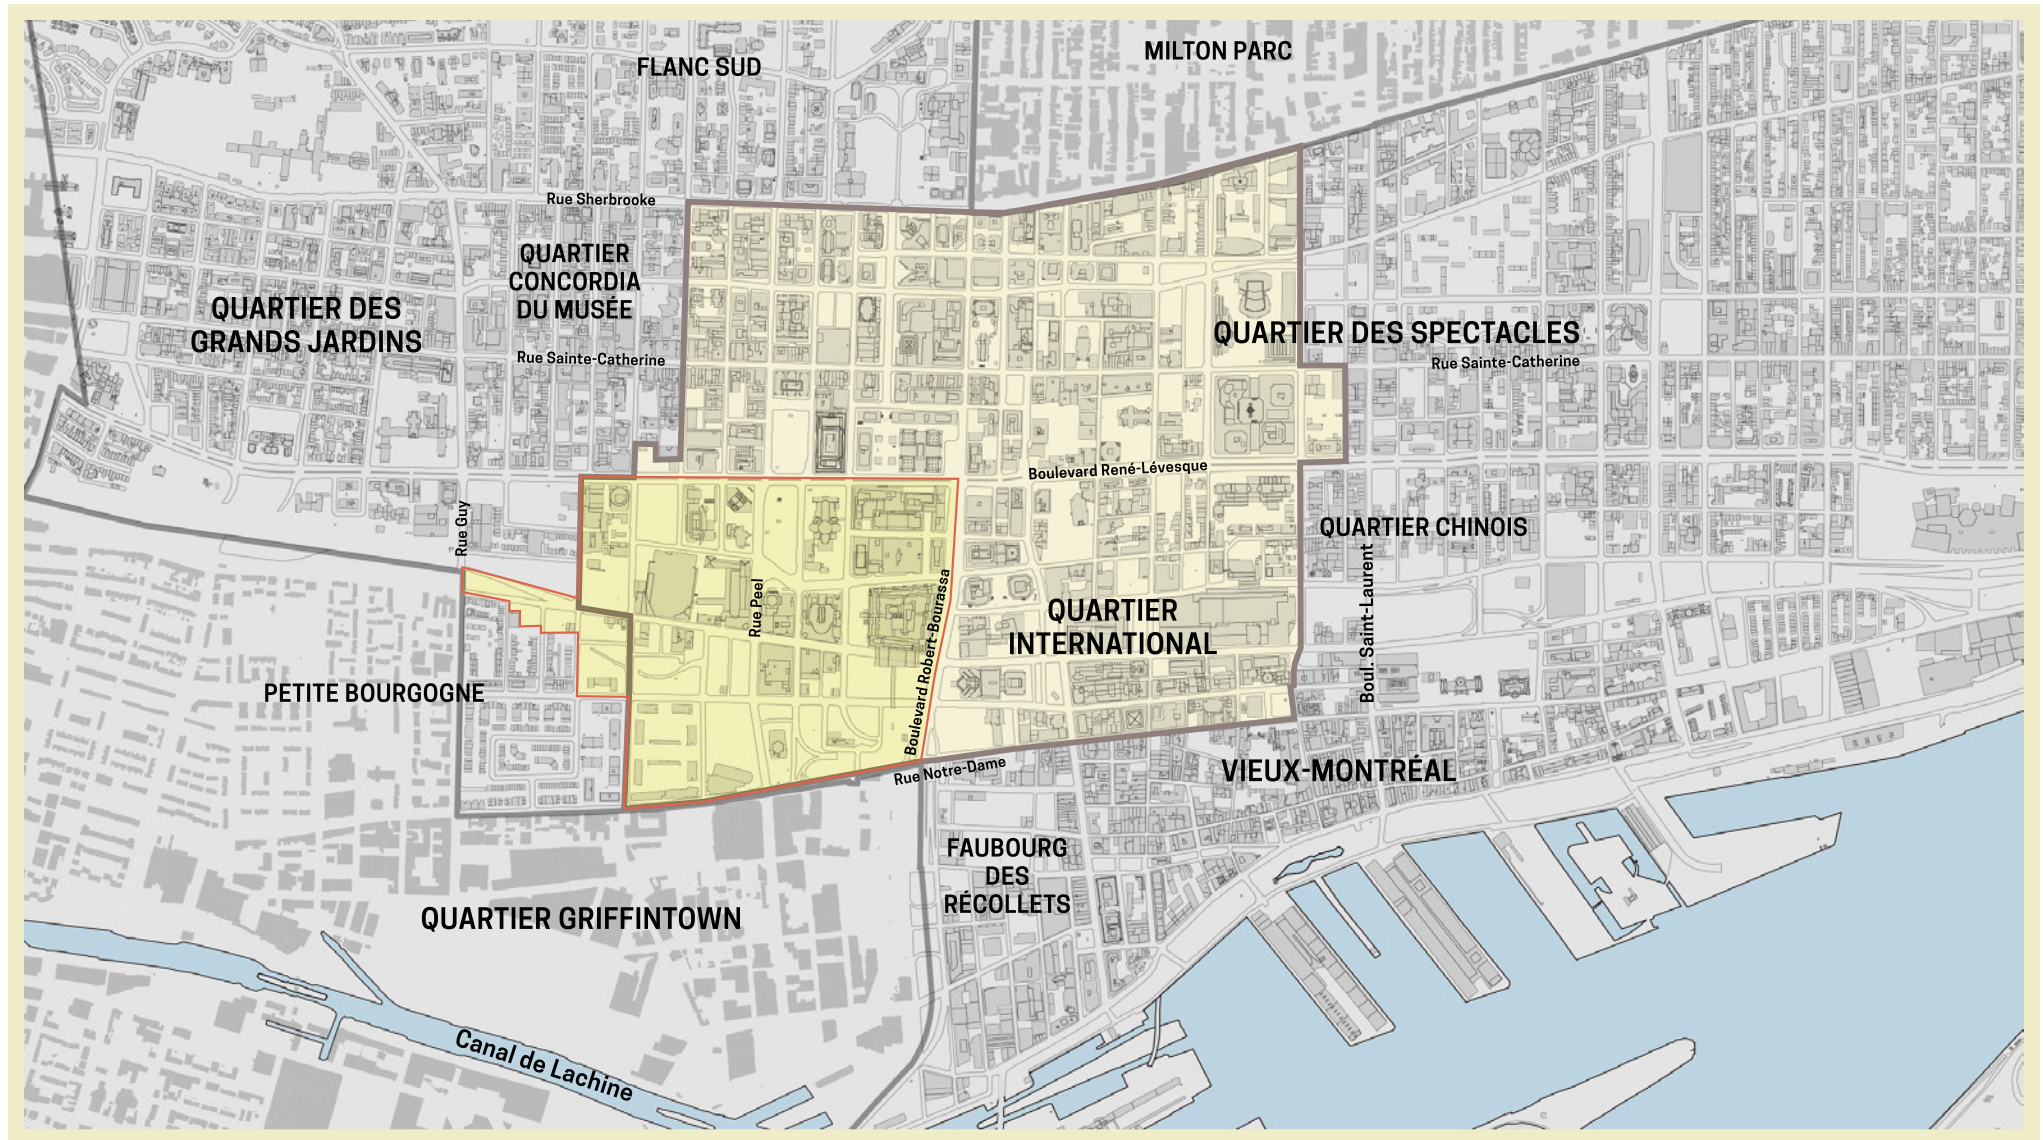 FLANC SUD
MILTON PARC
Rue Sherbrooke
QUARTIER
CONCORDIA
DU MUSÉE
QUARTIER DES
GRANDS JARDINS
Rue Sainte-Catherine
QUARTIER DES SPECTACLES
Rue Sainte-Catherine
Boulevard René-Lévesque
Rue Guy
QUARTIER CHINOIS
Rue Peel
Boulevard Robert-Bourassa
QUARTIER
INTERNATIONAL
Boul. Saint-Laurent
PETITE BOURGOGNE
Rue Notre-Dame
VIEUX-MONTRÉAL
FAUBOURG
DES
RÉCOLLETS
QUARTIER GRIFFINTOWN
Canal de Lachine